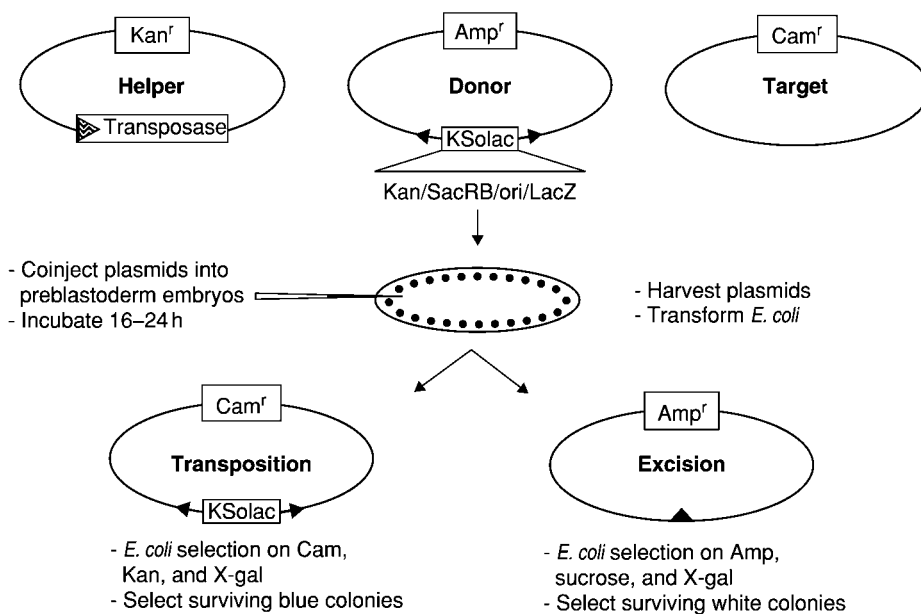 Kanʳ
Helper
Transposase
Ampʳ
Donor
KSolac
Kan/SacRB/ori/LacZ
Camʳ
Target
- Coinject plasmids into
preblastoderm embryos
- Incubate 16–24 h
- Harvest plasmids
- Transform E. coli
Camʳ
Transposition
KSolac
- E. coli selection on Cam,
Kan, and X-gal
- Select surviving blue colonies
Ampʳ
Excision
- E. coli selection on Amp,
sucrose, and X-gal
- Select surviving white colonies